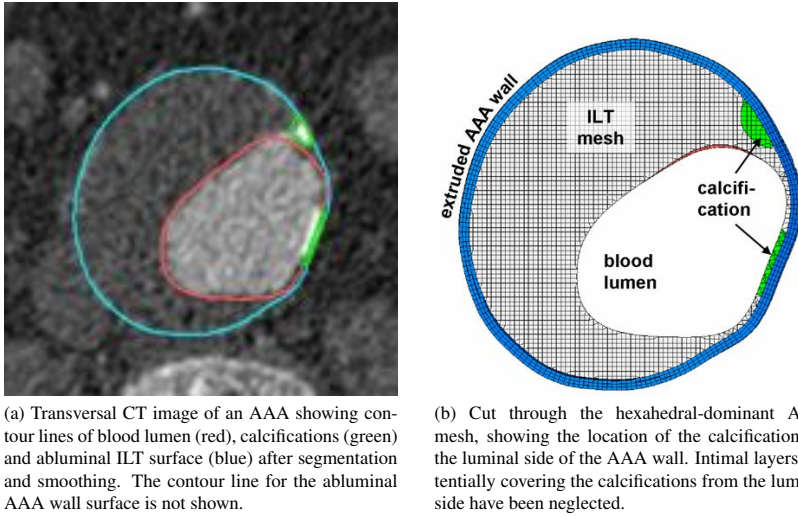 extruded AAA wall
ILT
mesh
calcifi-
cation
blood
lumen
(a) Transversal CT image of an AAA showing con-
tour lines of blood lumen (red), calcifications (green)
and abluminal ILT surface (blue) after segmentation
and smoothing. The contour line for the abluminal
AAA wall surface is not shown.
(b) Cut through the hexahedral-dominant A
mesh, showing the location of the calcification
the luminal side of the AAA wall. Intimal layers
tentially covering the calcifications from the lum
side have been neglected.